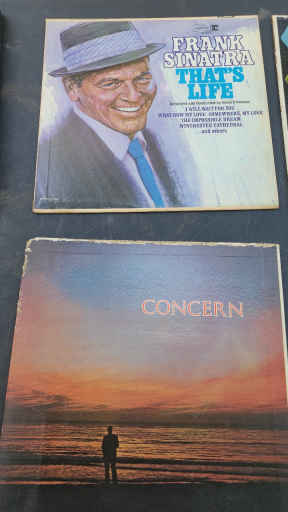 FRANK
SINATRA
THAT'S
LIFE
I WILL WAIT FOR YOU
WHAT NOW MY LOVE · SOMEWHERE, MY LOVE
THE IMPOSSIBLE DREAM
WINCHESTER CATHEDRAL
...and others
CONCERN